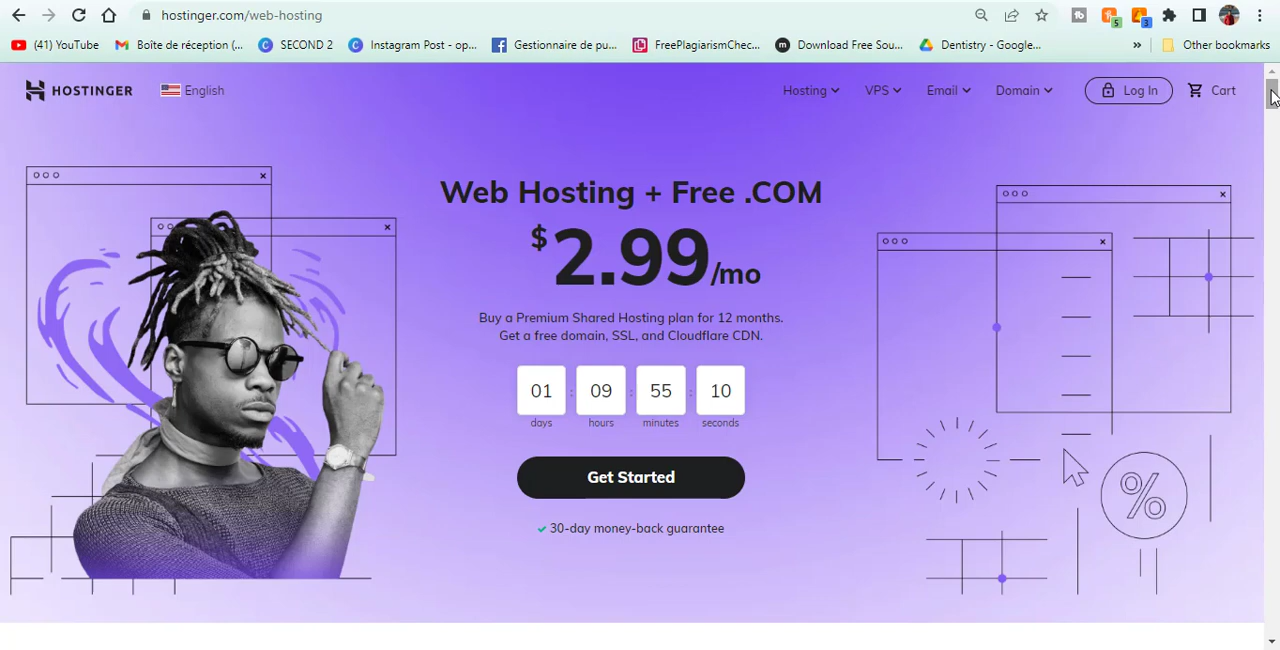 hostinger.com/web-hosting
5
3
(41) YouTube
Boîte de réception (...
SECOND 2
Instagram Post - op...
Gestionnaire de pu...
FreePlagiarismChec...
Download Free Sou...
Dentistry - Google...
»
Other bookmarks
HOSTINGER
English
Hosting
VPS
Email
Domain
Log In
Cart
Web Hosting + Free .COM
$2.99/mo
Buy a Premium Shared Hosting plan for 12 months.
Get a free domain, SSL, and Cloudflare CDN.
01 : 09 : 55 : 10
days hours minutes seconds
Get Started
30-day money-back guarantee
%